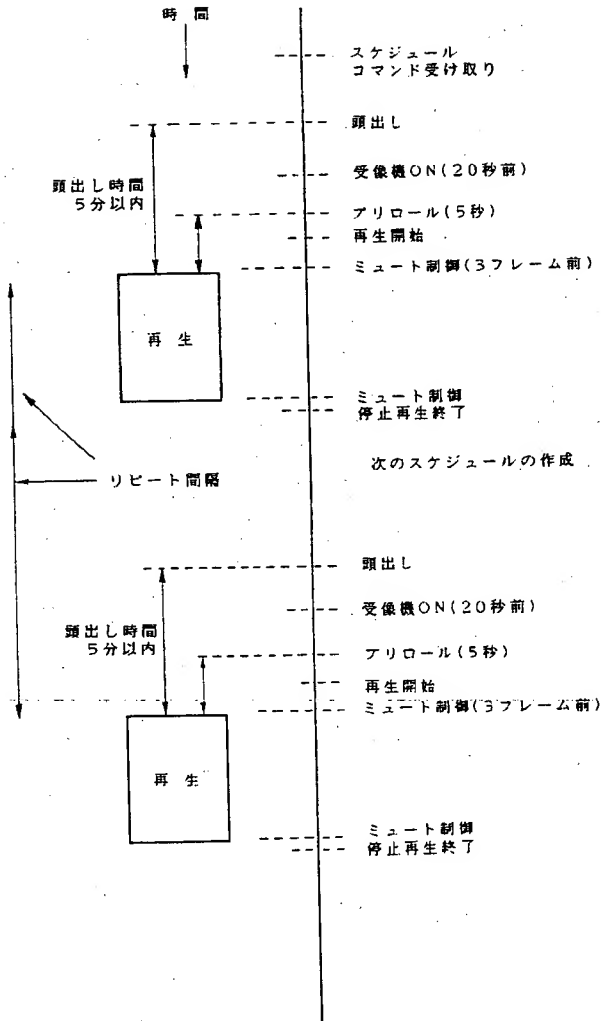 時間
スケジュール
コマンド受け取り
頭出し
受像機ON(20秒前)
頭出し時間
5分以内
プリロール(5秒)
再生開始
ミュート制御(3フレーム前)
再生
ミュート制御
停止再生終了
次のスケジュールの作成
リピート間隔
頭出し
受像機ON(20秒前)
頭出し時間
5分以内
プリロール(5秒)
再生開始
ミュート制御(3フレーム前)
再生
ミュート制御
停止再生終了